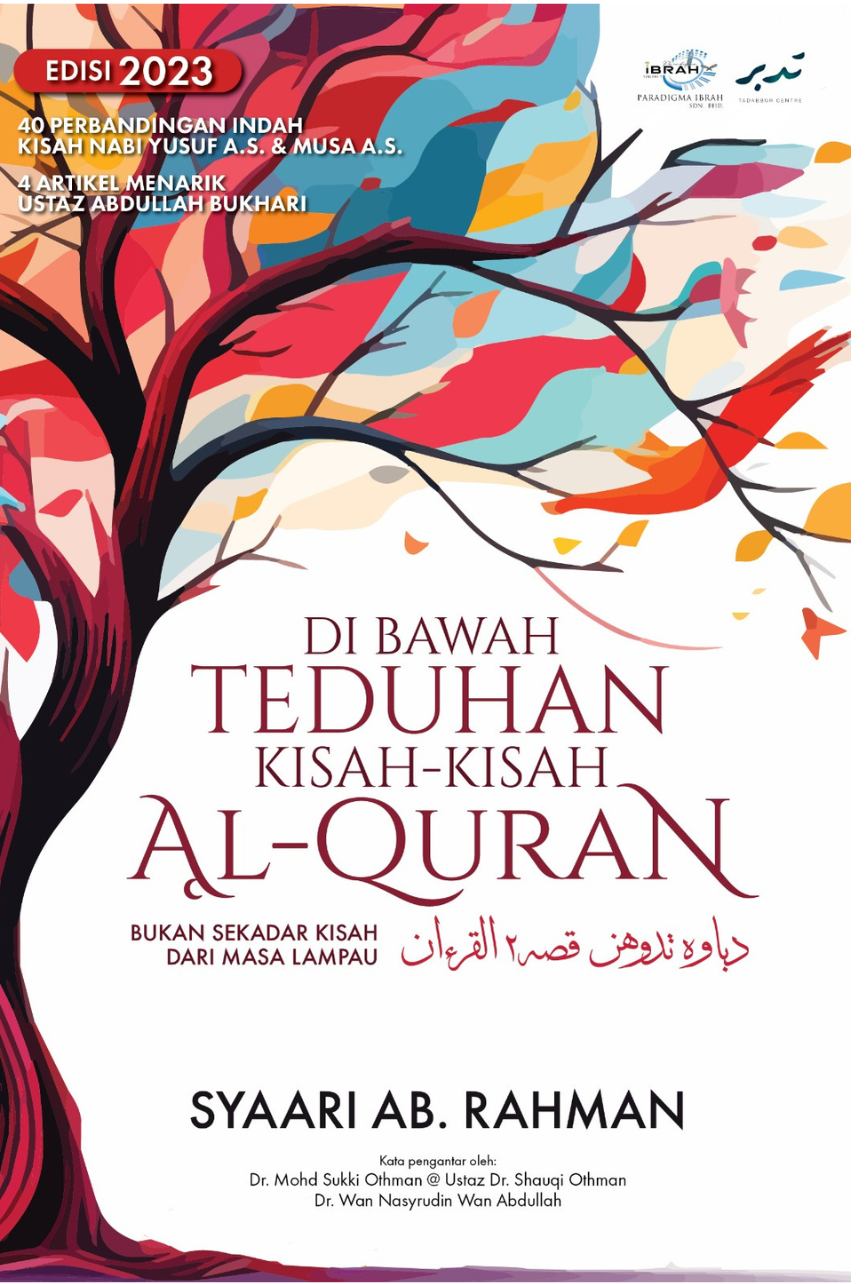 EDISI 2023
40 PERBANDINGAN INDAH
KISAH NABI YUSUF A.S. & MUSA A.S.
4 ARTIKEL MENARIK
USTAZ ABDULLAH BUKHARI
IBRAH
PARADIGMA IBRAH
SDN. BHD.
تدبر
TADABBUR CENTRE
DI BAWAH
TEDUHAN
KISAH-KISAH
AL-QURAN
BUKAN SEKADAR KISAH
DARI MASA LAMPAU
دباوه تدوهن قصه٢ القرءان
SYAARI AB. RAHMAN
Kata pengantar oleh:
Dr. Mohd Sukki Othman @ Ustaz Dr. Shauqi Othman
Dr. Wan Nasyrudin Wan Abdullah